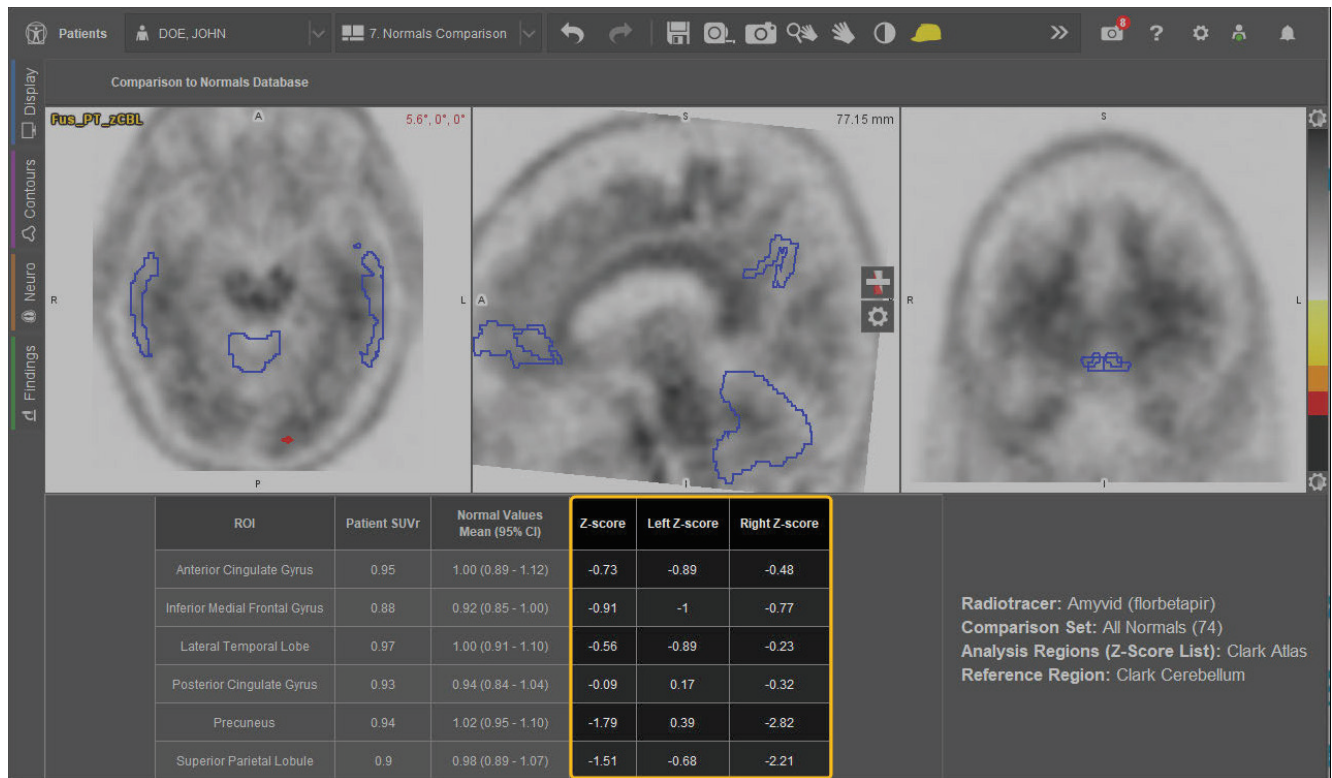 Patients DOE, JOHN 7. Normals Comparison 8 ?
Comparison to Normals Database
Display
Contours
Neuro
Findings
Fus_PT_zCBL A 5.6°, 0°, 0° S 77.15 mm S
R L A R L
P I I
ROI Patient SUVr Normal Values Mean (95% CI) Z-score Left Z-score Right Z-score
Anterior Cingulate Gyrus 0.95 1.00 (0.89 - 1.12) -0.73 -0.89 -0.48
Inferior Medial Frontal Gyrus 0.88 0.92 (0.85 - 1.00) -0.91 -1 -0.77
Lateral Temporal Lobe 0.97 1.00 (0.91 - 1.10) -0.56 -0.89 -0.23
Posterior Cingulate Gyrus 0.93 0.94 (0.84 - 1.04) -0.09 0.17 -0.32
Precuneus 0.94 1.02 (0.95 - 1.10) -1.79 0.39 -2.82
Superior Parietal Lobule 0.9 0.98 (0.89 - 1.07) -1.51 -0.68 -2.21
Radiotracer: Amyvid (florbetapir)
Comparison Set: All Normals (74)
Analysis Regions (Z-Score List): Clark Atlas
Reference Region: Clark Cerebellum